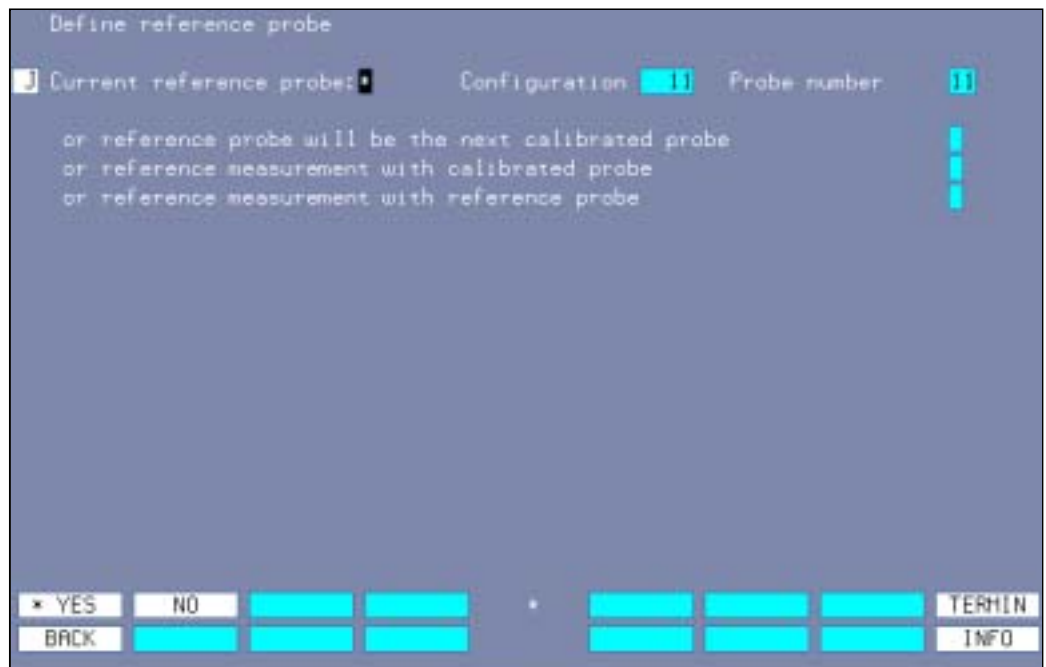 Define reference probe
J Current reference probe:* Configuration 11 Probe number 11
or reference probe will be the next calibrated probe
or reference measurement with calibrated probe
or reference measurement with reference probe
* YES NO * TERMIN
BACK INFO